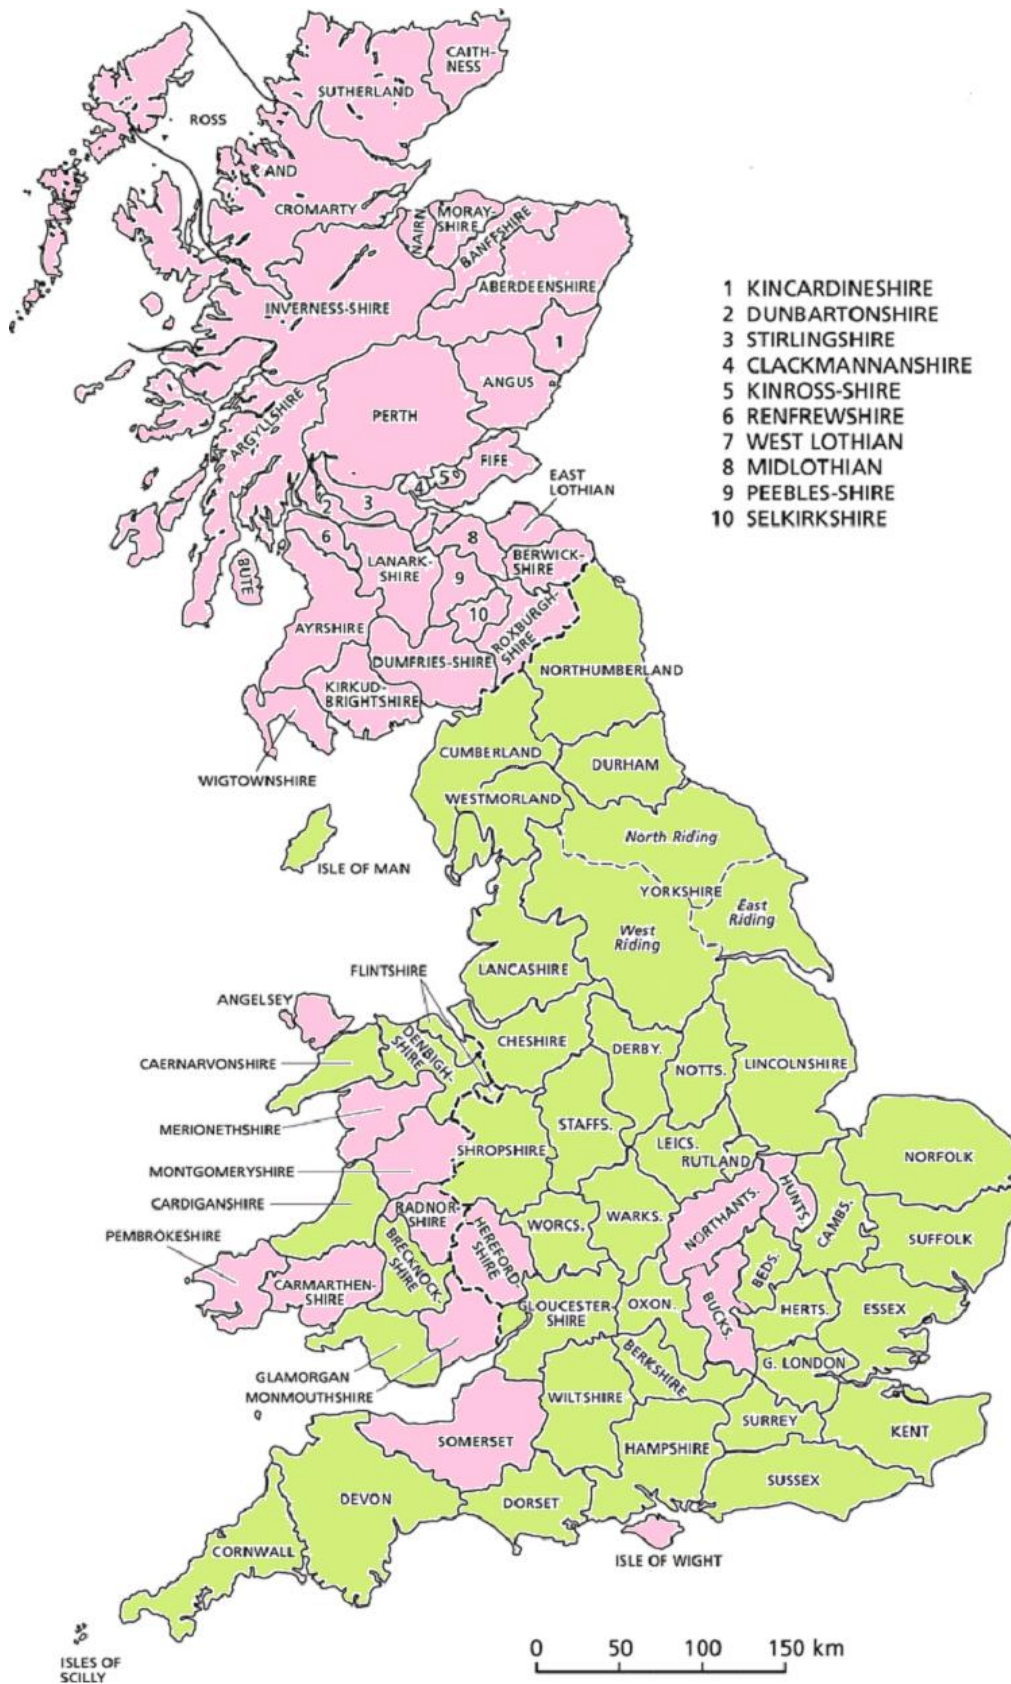 CAITH-
NESS
SUTHERLAND
ROSS
AND
CROMARTY
NAIRN
MORAY-
SHIRE
BANFFSHIRE
ABERDEENSHIRE
INVERNESS-SHIRE
1
ANGUS
PERTH
ARGYLLSHIRE
FIFE
5
4
3
2
EAST
LOTHIAN
6
8
BERWICK-
SHIRE
LANARK-
SHIRE
9
BUTE
10
ROXBURGH-
SHIRE
AYRSHIRE
DUMFRIES-SHIRE
KIRKUD-
BRIGHTSHIRE
WIGTOWNSHIRE
1 KINCARDINESHIRE
2 DUNBARTONSHIRE
3 STIRLINGSHIRE
4 CLACKMANNANSHIRE
5 KINROSS-SHIRE
6 RENFREWSHIRE
7 WEST LOTHIAN
8 MIDLOTHIAN
9 PEEBLES-SHIRE
10 SELKIRKSHIRE
NORTHUMBERLAND
CUMBERLAND
DURHAM
WESTMORLAND
North Riding
ISLE OF MAN
YORKSHIRE
East
Riding
West
Riding
LANCASHIRE
FLINTSHIRE
ANGELSEY
CAERNARVONSHIRE
DENBIGH-
SHIRE
CHESHIRE
DERBY.
NOTTS.
LINCOLNSHIRE
MERIONETHSHIRE
STAFFS.
SHROPSHIRE
LEICS.
RUTLAND
NORFOLK
MONTGOMERYSHIRE
CARDIGANSHIRE
RADNOR-
SHIRE
PEMBROKESHIRE
BRECKNOCK-
SHIRE
HEREFORD-
SHIRE
WORCS.
WARKS.
NORTHANTS.
HUNTS.
CAMBS.
SUFFOLK
CARMARTHEN-
SHIRE
BEDS.
BUCKS.
GLOUCESTER-
SHIRE
OXON.
HERTS.
ESSEX
GLAMORGAN
MONMOUTHSHIRE
BERKSHIRE
G. LONDON
WILTSHIRE
SURREY
KENT
SOMERSET
HAMPSHIRE
SUSSEX
DEVON
DORSET
CORNWALL
ISLE OF WIGHT
ISLES OF
SCILLY
0 50 100 150 km